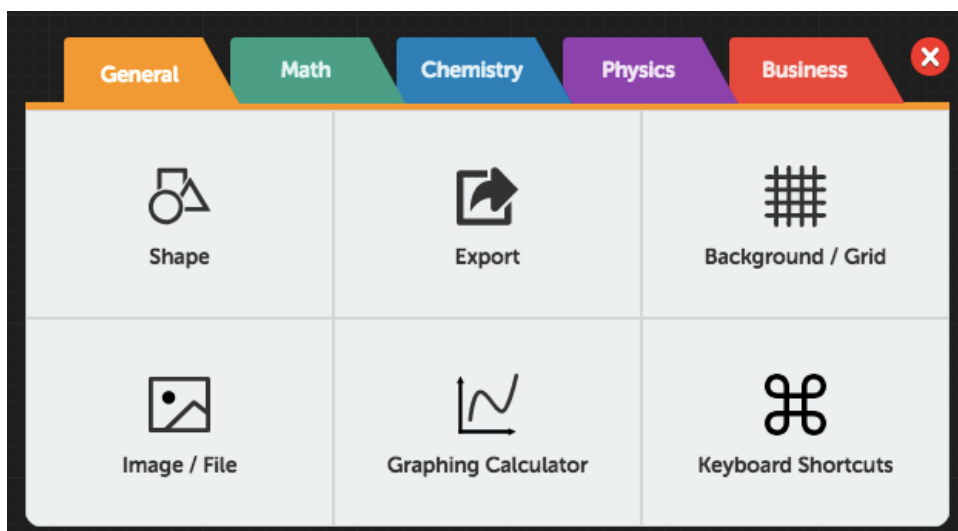 General Math Chemistry Physics Business
Shape Export Background / Grid
Image / File Graphing Calculator Keyboard Shortcuts